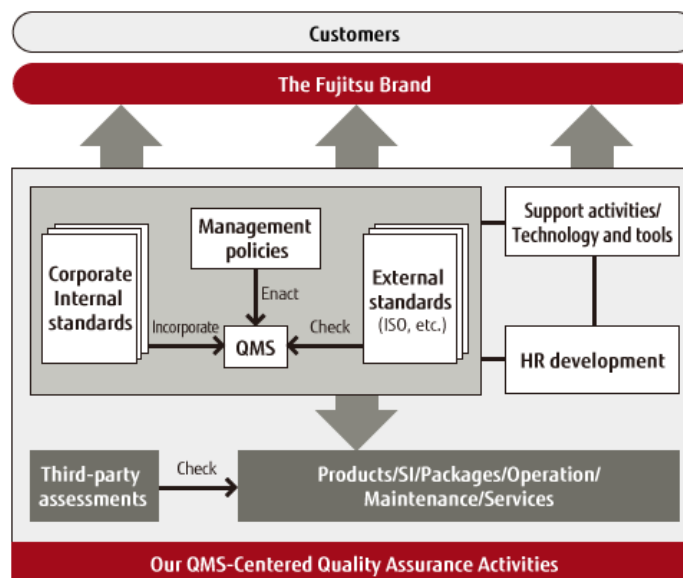 Customers
The Fujitsu Brand
Corporate
Internal
standards
Management
policies
External
standards
(ISO, etc.)
Enact
Incorporate
Check
QMS
Support activities/
Technology and tools
HR development
Third-party
assessments
Check
Products/SI/Packages/Operation/
Maintenance/Services
Our QMS-Centered Quality Assurance Activities